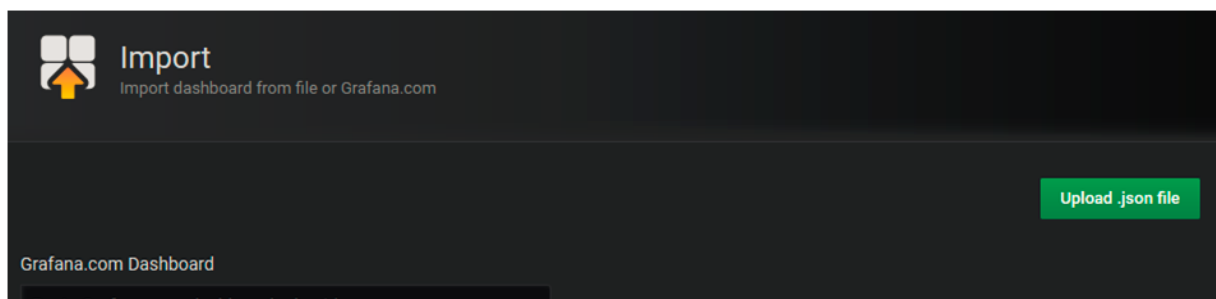 Import
Import dashboard from file or Grafana.com
Upload .json file
Grafana.com Dashboard